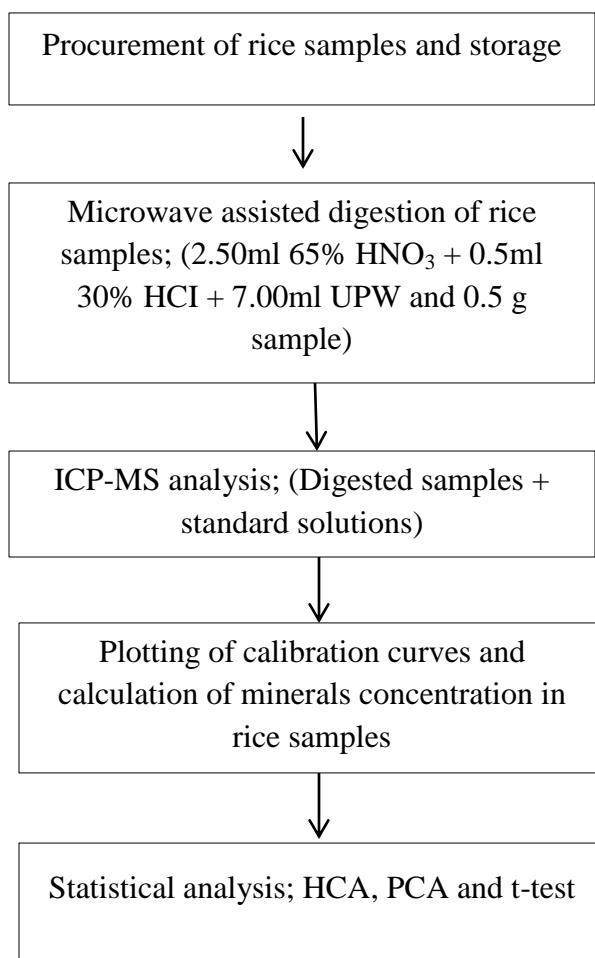 Procurement of rice samples and storage
Microwave assisted digestion of rice
samples; (2.50ml 65% HNO₃ + 0.5ml
30% HCI + 7.00ml UPW and 0.5 g
sample)
ICP-MS analysis; (Digested samples +
standard solutions)
Plotting of calibration curves and
calculation of minerals concentration in
rice samples
Statistical analysis; HCA, PCA and t-test